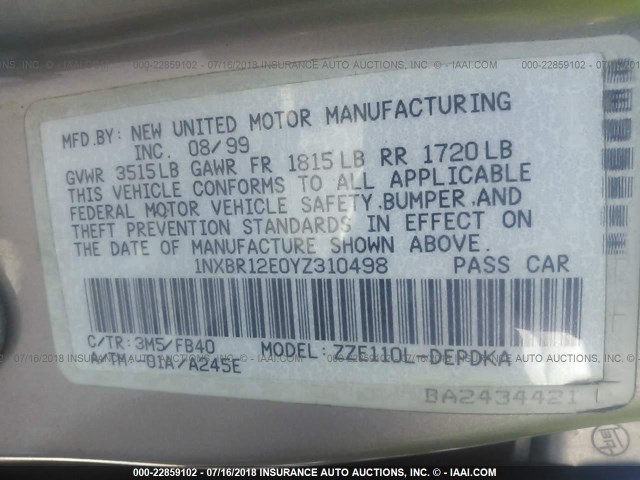 000-22859102 - 07/16/2018 INSURANCE AUTO AUCTIONS, INC. - IAAI.COM
MFD.BY: NEW UNITED MOTOR MANUFACTURING
INC. 08/99
GVWR 3515LB GAWR FR 1815LB RR 1720LB
THIS VEHICLE CONFORMS TO ALL APPLICABLE
FEDERAL MOTOR VEHICLE SAFETY,BUMPER,AND
THEFT PREVENTION STANDARDS IN EFFECT ON
THE DATE OF MANUFACTURE SHOWN ABOVE.
1NXBR12E0YZ310498 PASS CAR
C/TR: 3M5/FB40 MODEL: ZZE110L-DEPDKA
A/TM -01A/A245E
BA2434421
000-22859102 - 07/16/2018 INSURANCE AUTO AUCTIONS, INC. - IAAI.COM